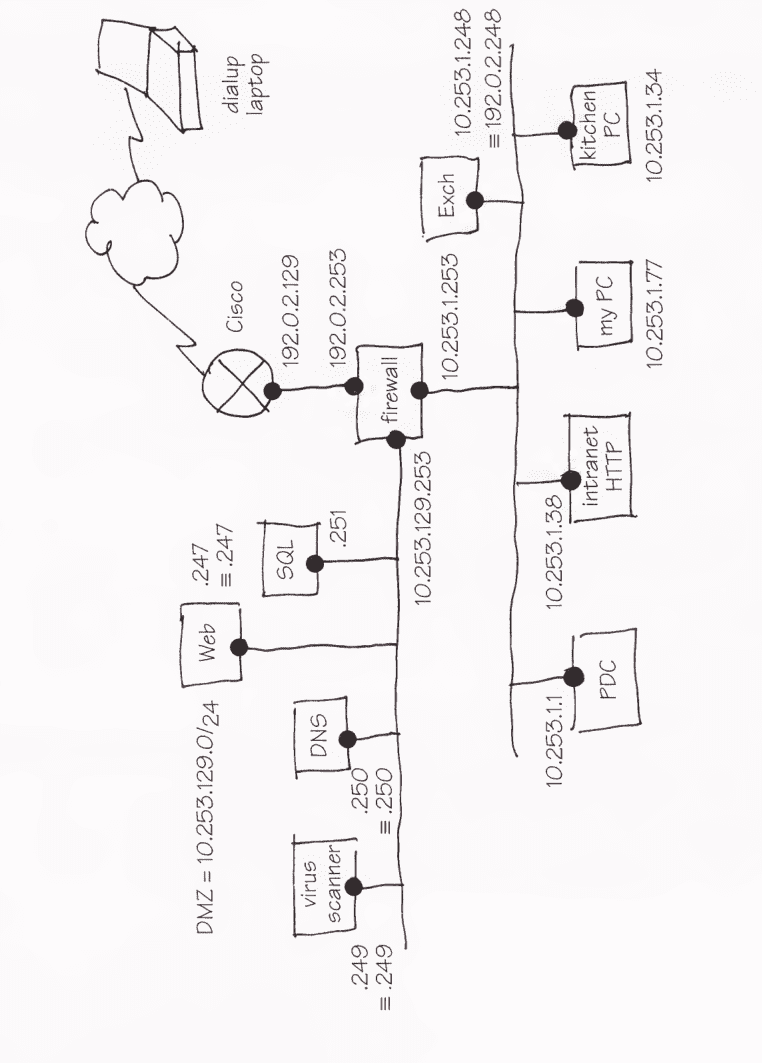 dialup
laptop
Cisco
192.0.2.129
192.0.2.253
firewall
10.253.1.253
10.253.129.253
DMZ = 10.253.129.0/24
virus
scanner
.249
≡ .249
DNS
.250
≡ .250
Web
.247
≡ .247
SQL
.251
Exch
10.253.1.248
≡ 192.0.2.248
PDC
10.253.1.1
intranet
HTTP
10.253.1.38
my PC
10.253.1.77
kitchen
PC
10.253.1.34